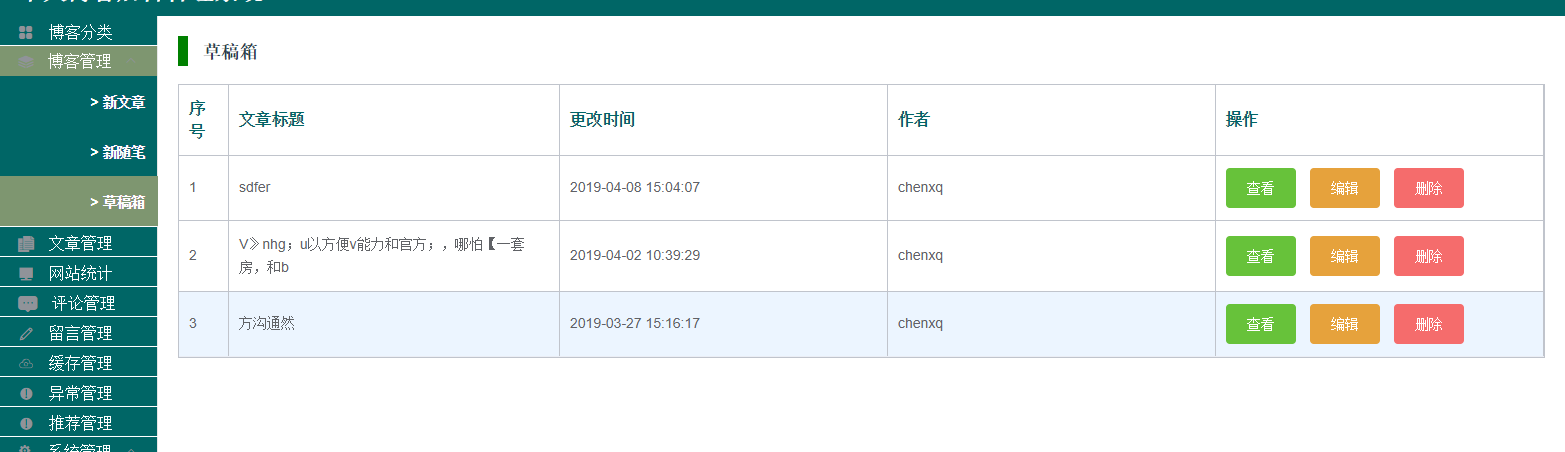 博客分类
博客管理
> 新文章
> 新随笔
> 草稿箱
文章管理
网站统计
评论管理
留言管理
缓存管理
异常管理
推荐管理
系统管理
草稿箱
序号 文章标题 更改时间 作者 操作
1 sdfer 2019-04-08 15:04:07 chenxq 查看 编辑 删除
2 V》nhg；u以方便v能力和官方；，哪怕【一套
房，和b 2019-04-02 10:39:29 chenxq 查看 编辑 删除
3 方沟通然 2019-03-27 15:16:17 chenxq 查看 编辑 删除